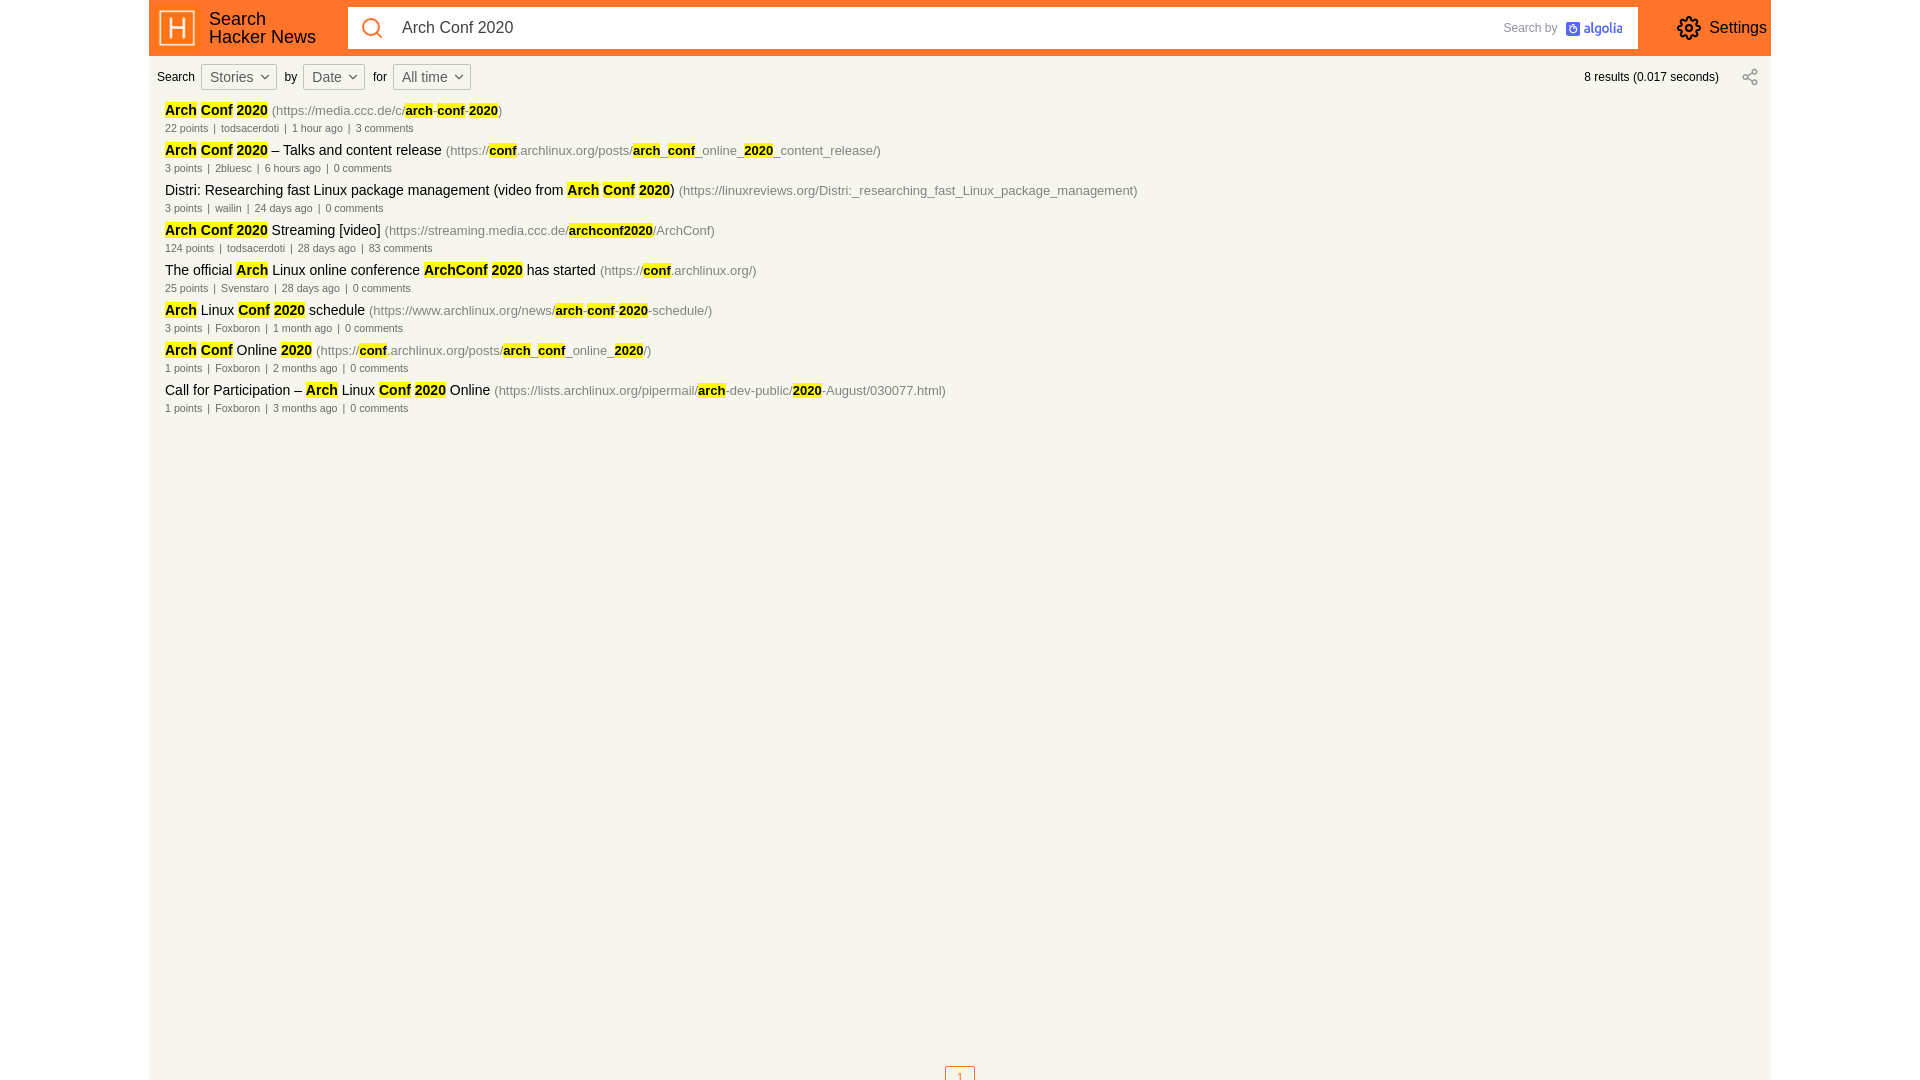 Search
Hacker News
Arch Conf 2020
Search by algolia
Settings
Search Stories by Date for All time
8 results (0.017 seconds)
Arch Conf 2020 (https://media.ccc.de/c/arch-conf-2020)
22 points | todsacerdoti | 1 hour ago | 3 comments
Arch Conf 2020 – Talks and content release (https://conf.archlinux.org/posts/arch_conf_online_2020_content_release/)
3 points | 2bluesc | 6 hours ago | 0 comments
Distri: Researching fast Linux package management (video from Arch Conf 2020) (https://linuxreviews.org/Distri:_researching_fast_Linux_package_management)
3 points | wailin | 24 days ago | 0 comments
Arch Conf 2020 Streaming [video] (https://streaming.media.ccc.de/archconf2020/ArchConf)
124 points | todsacerdoti | 28 days ago | 83 comments
The official Arch Linux online conference ArchConf 2020 has started (https://conf.archlinux.org/)
25 points | Svenstaro | 28 days ago | 0 comments
Arch Linux Conf 2020 schedule (https://www.archlinux.org/news/arch-conf-2020-schedule/)
3 points | Foxboron | 1 month ago | 0 comments
Arch Conf Online 2020 (https://conf.archlinux.org/posts/arch_conf_online_2020/)
1 points | Foxboron | 2 months ago | 0 comments
Call for Participation – Arch Linux Conf 2020 Online (https://lists.archlinux.org/pipermail/arch-dev-public/2020-August/030077.html)
1 points | Foxboron | 3 months ago | 0 comments
1